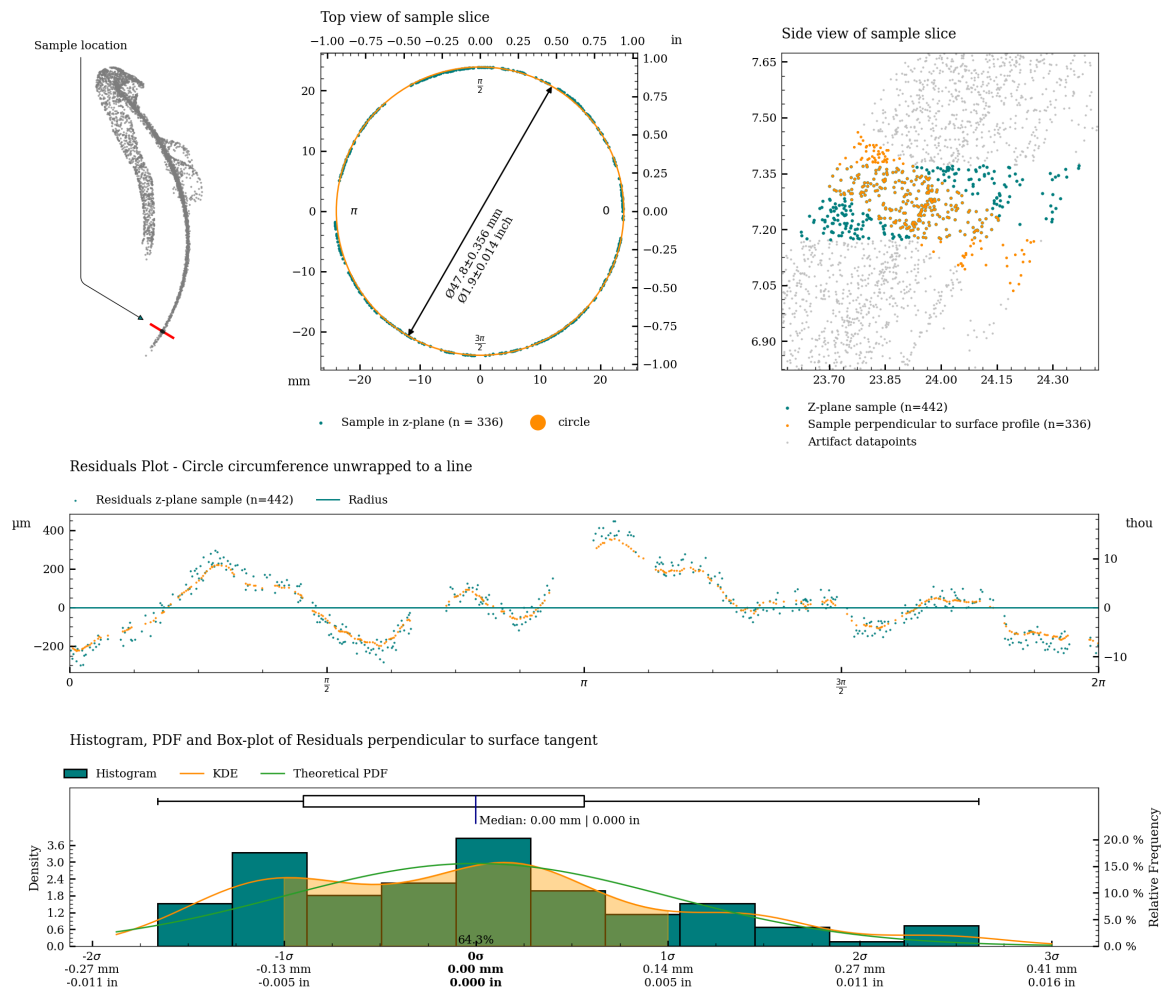 Sample location
Top view of sample slice
−1.00 −0.75 −0.50 −0.25 0.00 0.25 0.50 0.75 1.00 in
20
10
0
−10
−20
mm
−20 −10 0 10 20
1.00
0.75
0.50
0.25
0.00
−0.25
−0.50
−0.75
−1.00
π/2
π
0
3π/2
Ø47.8±0.356 mm
Ø1.9±0.014 inch
Sample in z-plane (n = 336)
circle
Side view of sample slice
7.65
7.50
7.35
7.20
7.05
6.90
23.70 23.85 24.00 24.15 24.30
Z-plane sample (n=442)
Sample perpendicular to surface profile (n=336)
Artifact datapoints
Residuals Plot - Circle circumference unwrapped to a line
Residuals z-plane sample (n=442)
Radius
µm
400
200
0
−200
thou
10
0
−10
0 π/2 π 3π/2 2π
Histogram, PDF and Box-plot of Residuals perpendicular to surface tangent
Histogram
KDE
Theoretical PDF
Median: 0.00 mm | 0.000 in
Density
3.6
3.0
2.4
1.8
1.2
0.6
0.0
Relative Frequency
20.0 %
15.0 %
10.0 %
5.0 %
0.0 %
64.3%
-2σ -1σ 0σ 1σ 2σ 3σ
-0.27 mm -0.13 mm 0.00 mm 0.14 mm 0.27 mm 0.41 mm
-0.011 in -0.005 in 0.000 in 0.005 in 0.011 in 0.016 in